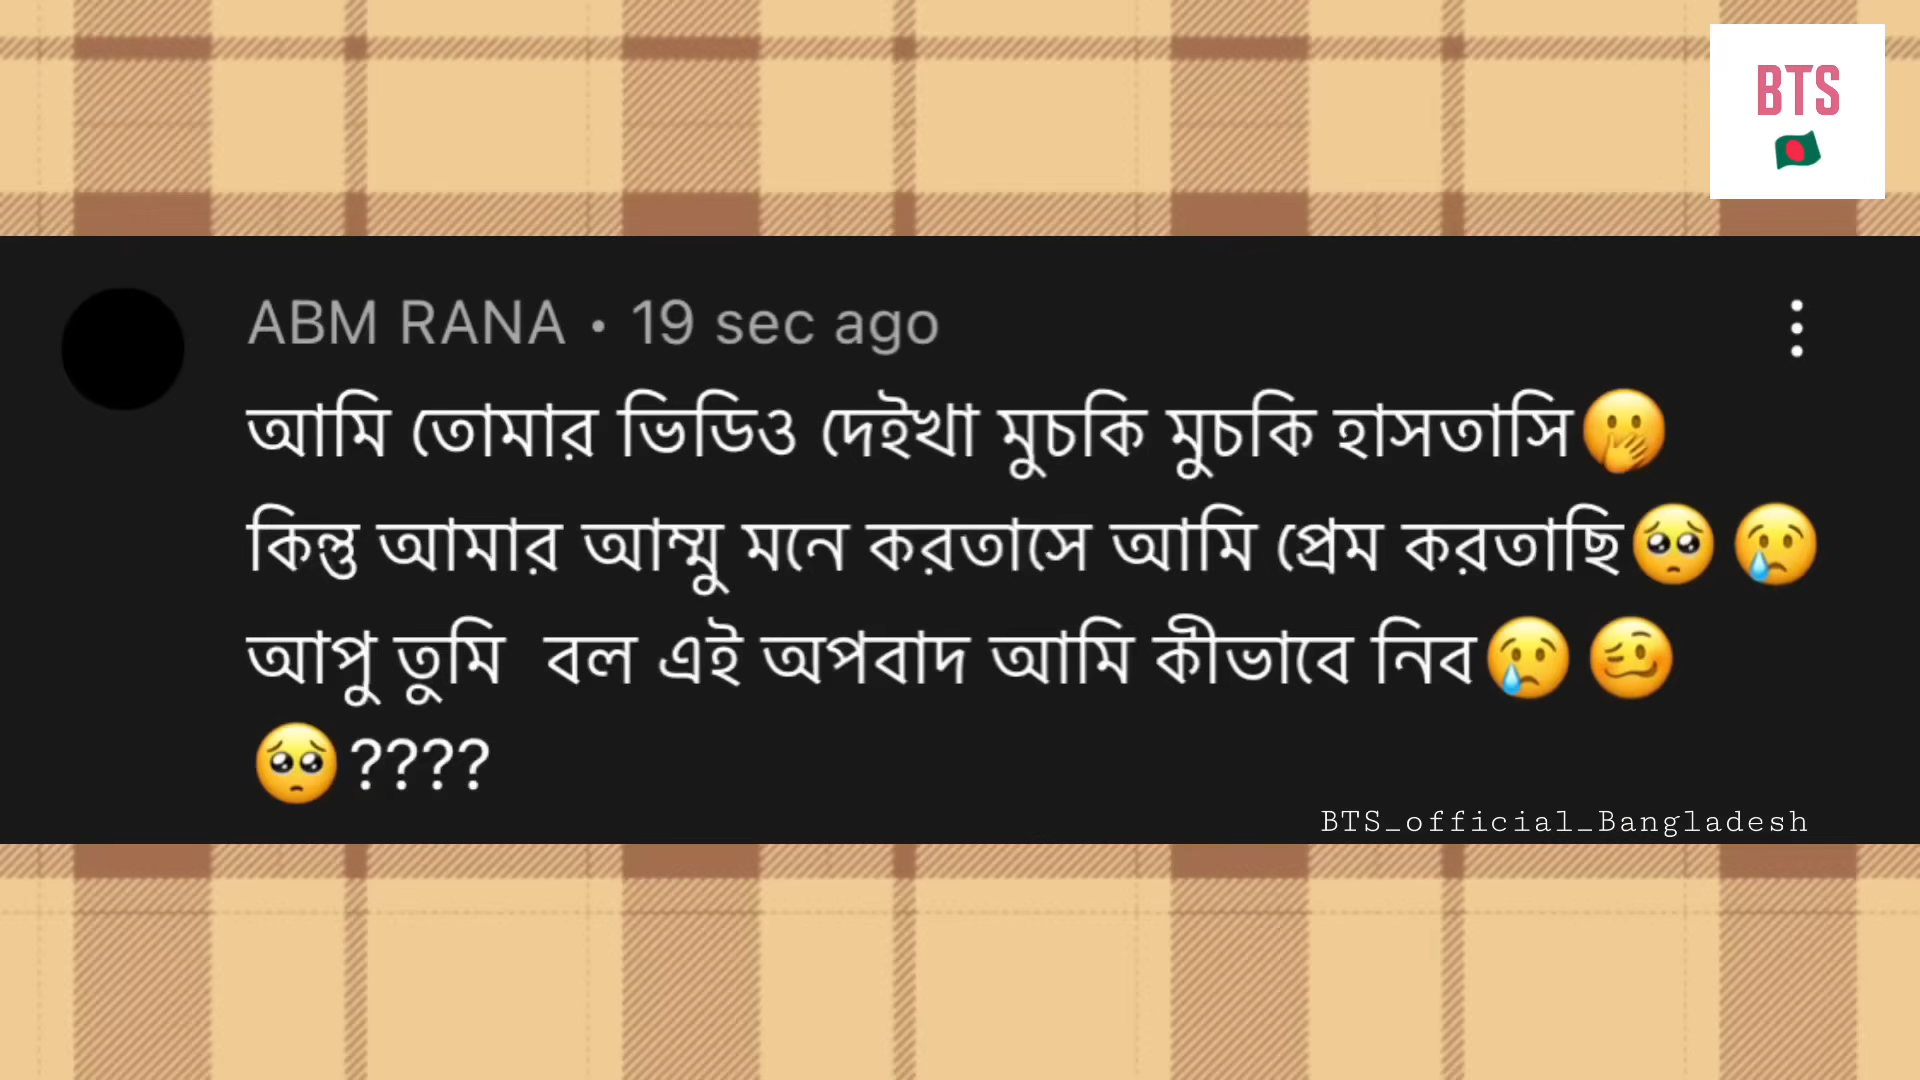 BTS
ABM RANA • 19 sec ago
আমি তোমার ভিডিও দেইখা মুচকি মুচকি হাসতাসি🤭
কিন্তু আমার আম্মু মনে করতাসে আমি প্রেম করতাছি🥺😢
আপু তুমি বল এই অপবাদ আমি কীভাবে নিব😢🥴
🥺????
BTS_official_Bangladesh